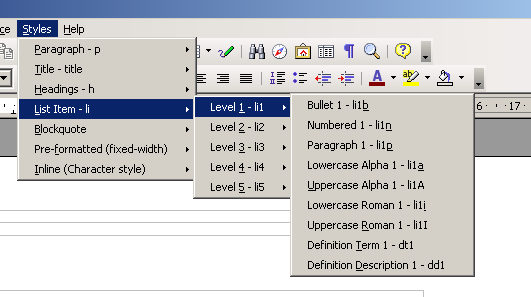 ce Styles Help
Paragraph - p
Title - title
Headings - h
List Item - li
Blockquote
Pre-formatted (fixed-width)
Inline (Character style)
Level 1 - li1
Level 2 - li2
Level 3 - li3
Level 4 - li4
Level 5 - li5
Bullet 1 - li1b
Numbered 1 - li1n
Paragraph 1 - li1p
Lowercase Alpha 1 - li1a
Uppercase Alpha 1 - li1A
Lowercase Roman 1 - li1i
Uppercase Roman 1 - li1I
Definition Term 1 - dt1
Definition Description 1 - dd1
A
16 17